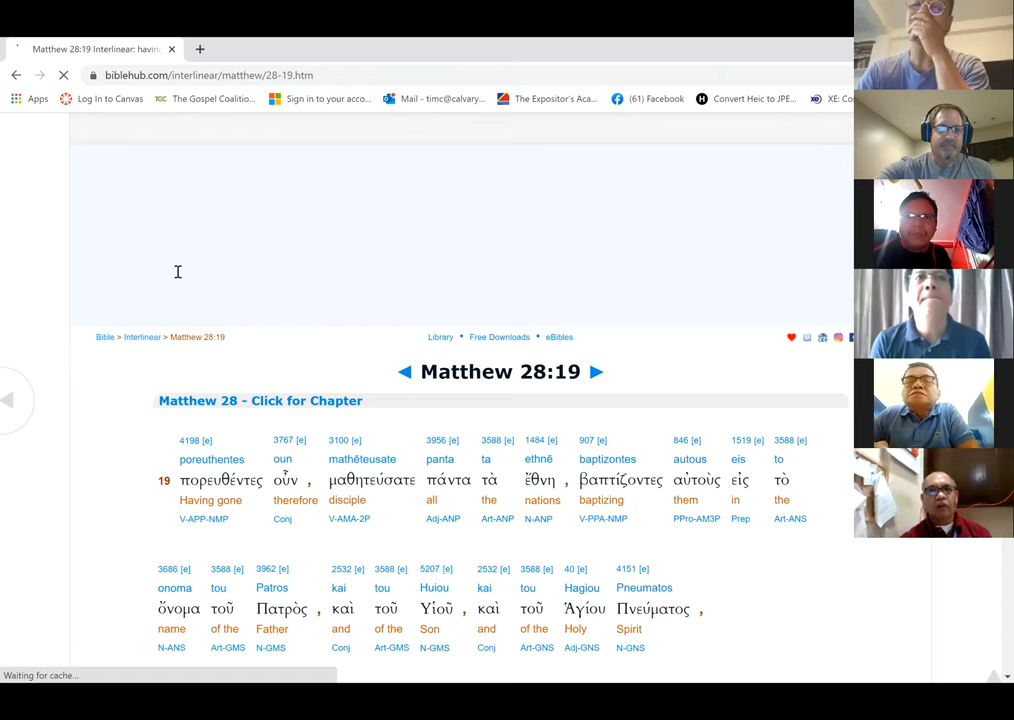 Matthew 28:19 Interlinear: havin
biblehub.com/interlinear/matthew/28-19.htm
Apps Log In to Canvas TGC The Gospel Coalitio... Sign in to your acco... Mail - timc@calvary... The Expositor's Aca... (61) Facebook H Convert Heic to JPE... XE: Co
Bible > Interlinear > Matthew 28:19 Library • Free Downloads • eBibles
◄ Matthew 28:19 ►
Matthew 28 - Click for Chapter
4198 [e] 3767 [e] 3100 [e] 3956 [e] 3588 [e] 1484 [e] 907 [e] 846 [e] 1519 [e] 3588 [e]
poreuthentes oun mathēteusate panta ta ethnē baptizontes autous eis to
19 πορευθέντες οὖν , μαθητεύσατε πάντα τὰ ἔθνη , βαπτίζοντες αὐτοὺς εἰς τὸ
Having gone therefore disciple all the nations baptizing them in the
V-APP-NMP Conj V-AMA-2P Adj-ANP Art-ANP N-ANP V-PPA-NMP PPro-AM3P Prep Art-ANS
3686 [e] 3588 [e] 3962 [e] 2532 [e] 3588 [e] 5207 [e] 2532 [e] 3588 [e] 40 [e] 4151 [e]
onoma tou Patros kai tou Huiou kai tou Hagiou Pneumatos
ὄνομα τοῦ Πατρὸς , καὶ τοῦ Υἱοῦ , καὶ τοῦ Ἁγίου Πνεύματος ,
name of the Father and of the Son and of the Holy Spirit
N-ANS Art-GMS N-GMS Conj Art-GMS N-GMS Conj Art-GNS Adj-GNS N-GNS
Waiting for cache...